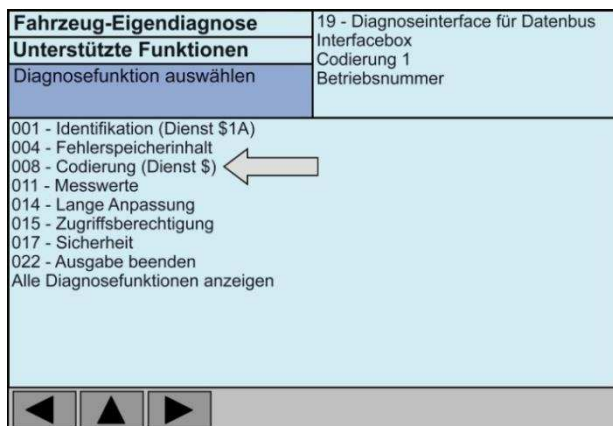 Fahrzeug-Eigendiagnose
Unterstützte Funktionen
Diagnosefunktion auswählen
19 - Diagnoseinterface für Datenbus
Interfacebox
Codierung 1
Betriebsnummer
001 - Identifikation (Dienst $1A)
004 - Fehlerspeicherinhalt
008 - Codierung (Dienst $)
011 - Messwerte
014 - Lange Anpassung
015 - Zugriffsberechtigung
017 - Sicherheit
022 - Ausgabe beenden
Alle Diagnosefunktionen anzeigen